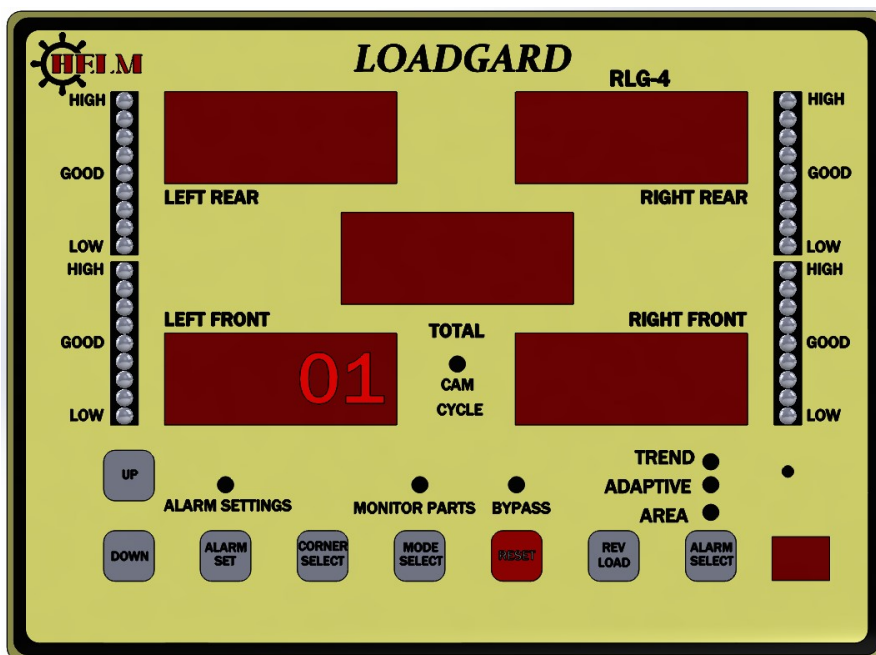 HELM
LOADGARD
RLG-4
HIGH
GOOD
LOW
LEFT REAR
RIGHT REAR
HIGH
GOOD
LOW
HIGH
GOOD
LOW
LEFT FRONT
01
TOTAL
CAM
CYCLE
RIGHT FRONT
HIGH
GOOD
LOW
UP
ALARM SETTINGS
MONITOR PARTS
BYPASS
TREND
ADAPTIVE
AREA
DOWN
ALARM
SET
CORNER
SELECT
MODE
SELECT
RESET
REV
LOAD
ALARM
SELECT